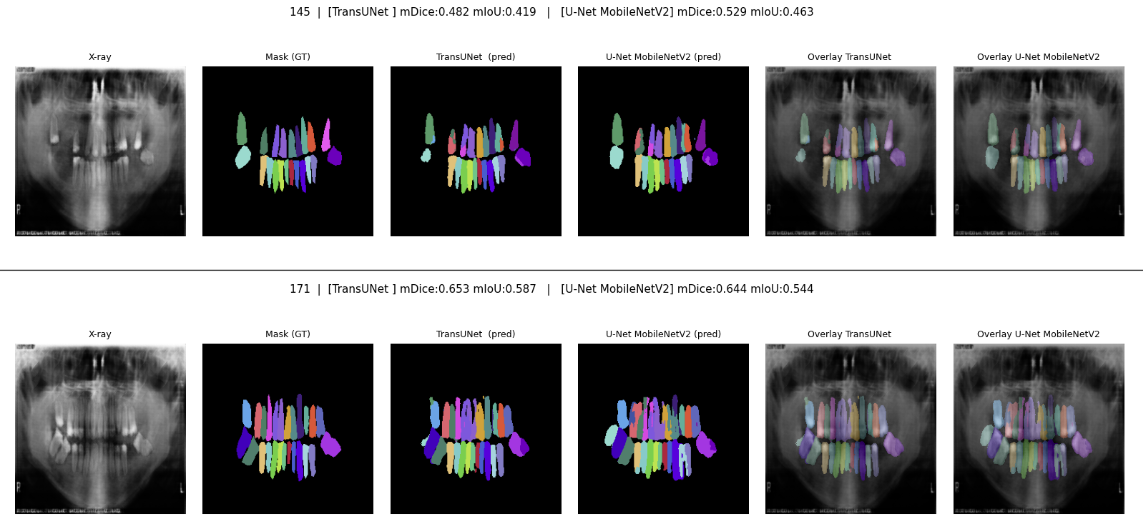 145 | [TransUNet ] mDice:0.482 mIoU:0.419 | [U-Net MobileNetV2] mDice:0.529 mIoU:0.463
X-ray Mask (GT) TransUNet (pred) U-Net MobileNetV2 (pred) Overlay TransUNet Overlay U-Net MobileNetV2
L
171 | [TransUNet ] mDice:0.653 mIoU:0.587 | [U-Net MobileNetV2] mDice:0.644 mIoU:0.544
X-ray Mask (GT) TransUNet (pred) U-Net MobileNetV2 (pred) Overlay TransUNet Overlay U-Net MobileNetV2